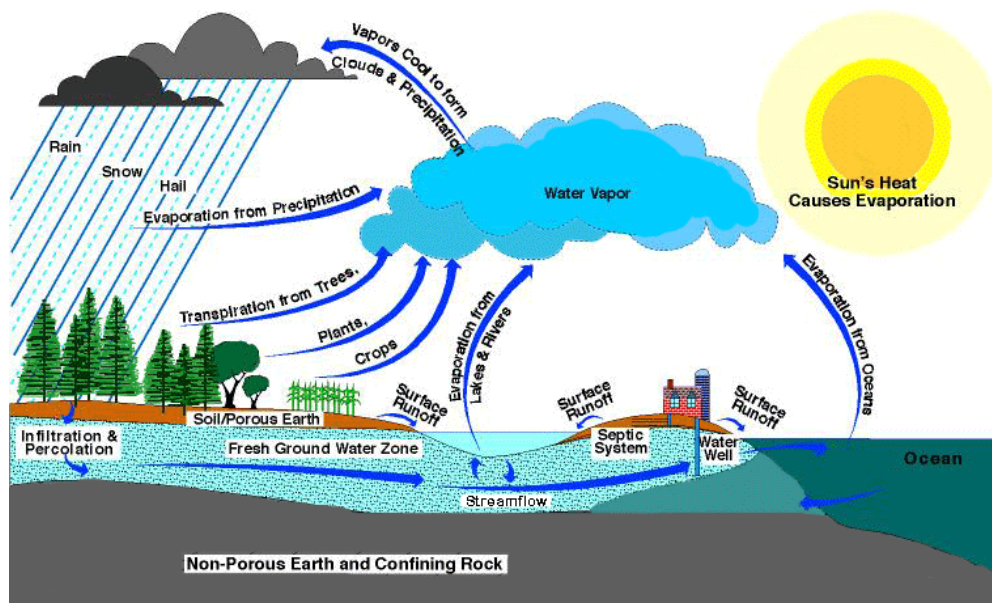 Vapors Cool to form
Clouds & Precipitation
Rain
Snow
Hail
Water Vapor
Sun's Heat
Causes Evaporation
Evaporation from Precipitation
Transpiration from Trees,
Plants,
Crops
Evaporation from
Lakes & Rivers
Evaporation from Oceans
Surface
Runoff
Surface
Runoff
Surface
Runoff
Soil/Porous Earth
Infiltration &
Percolation
Fresh Ground Water Zone
Septic
System
Water
Well
Ocean
Streamflow
Non-Porous Earth and Confining Rock